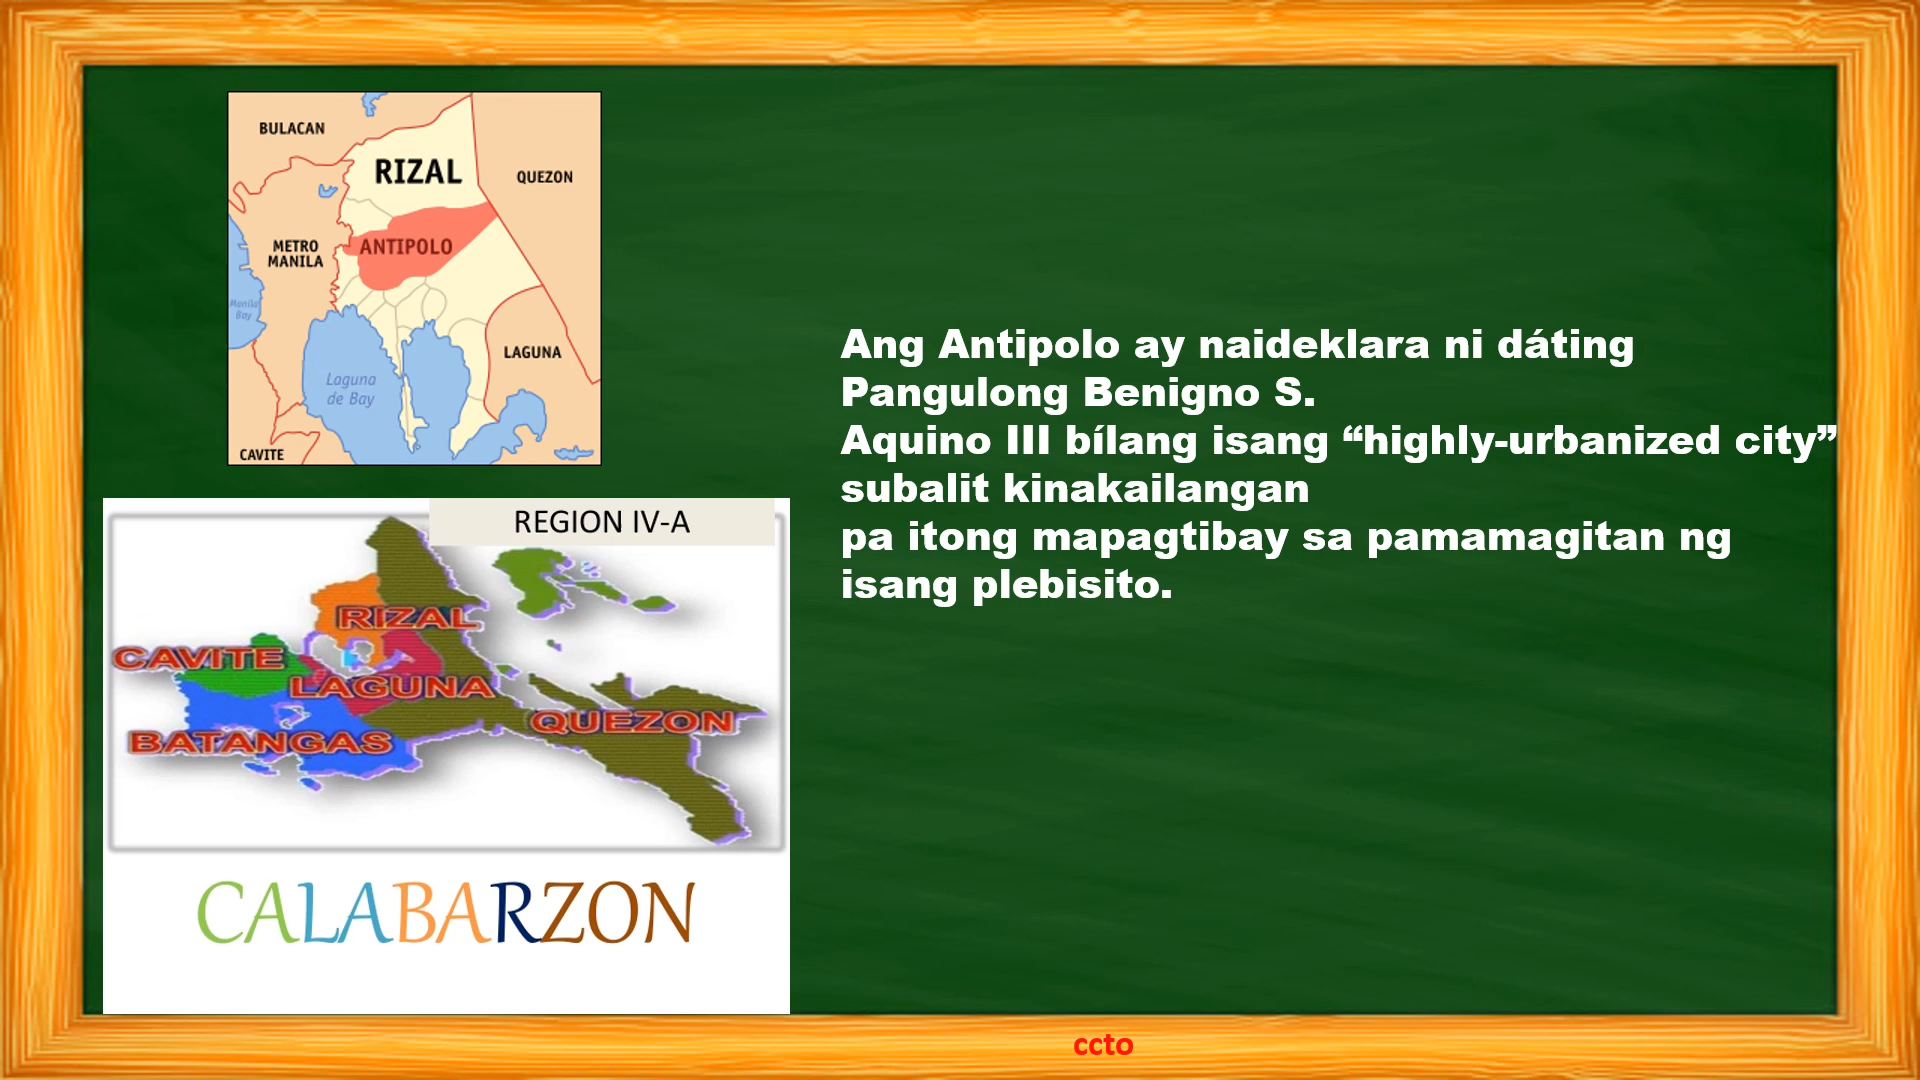 BULACAN
RIZAL
QUEZON
ANTIPOLO
METRO
MANILA
Manila
Bay
LAGUNA
Laguna
de Bay
CAVITE
REGION IV-A
RIZAL
CAVITE
LAGUNA
QUEZON
BATANGAS
CALABARZON
Ang Antipolo ay naideklara ni dáting
Pangulong Benigno S.
Aquino III bílang isang “highly-urbanized city”
subalit kinakailangan
pa itong mapagtibay sa pamamagitan ng
isang plebisito.
ccto